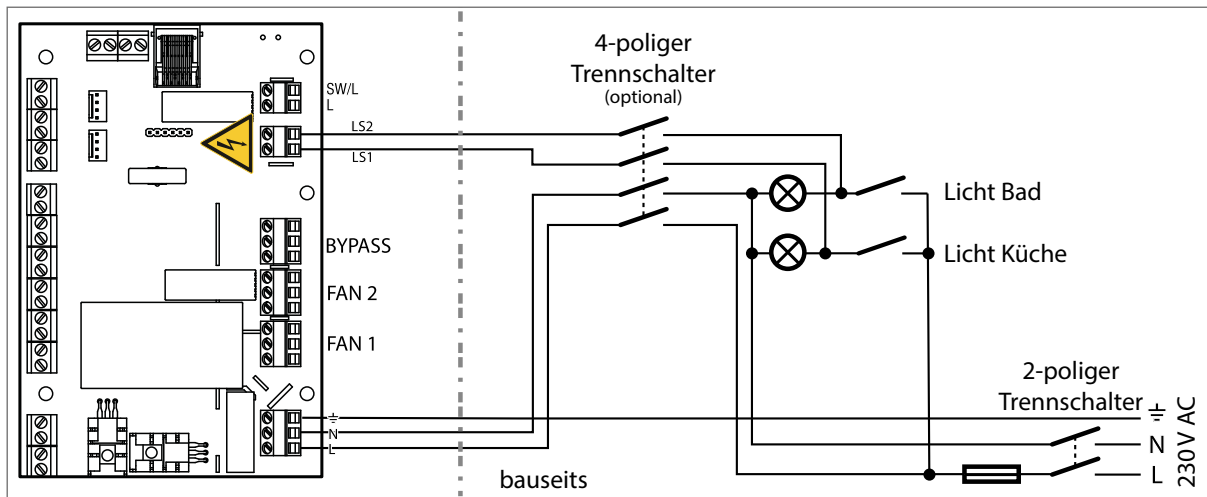 4-poliger
Trennschalter
(optional)
SW/L
L
LS2
LS1
Licht Bad
BYPASS
Licht Küche
FAN 2
FAN 1
2-poliger
Trennschalter
N
L
N
L
230 V AC
bauseits